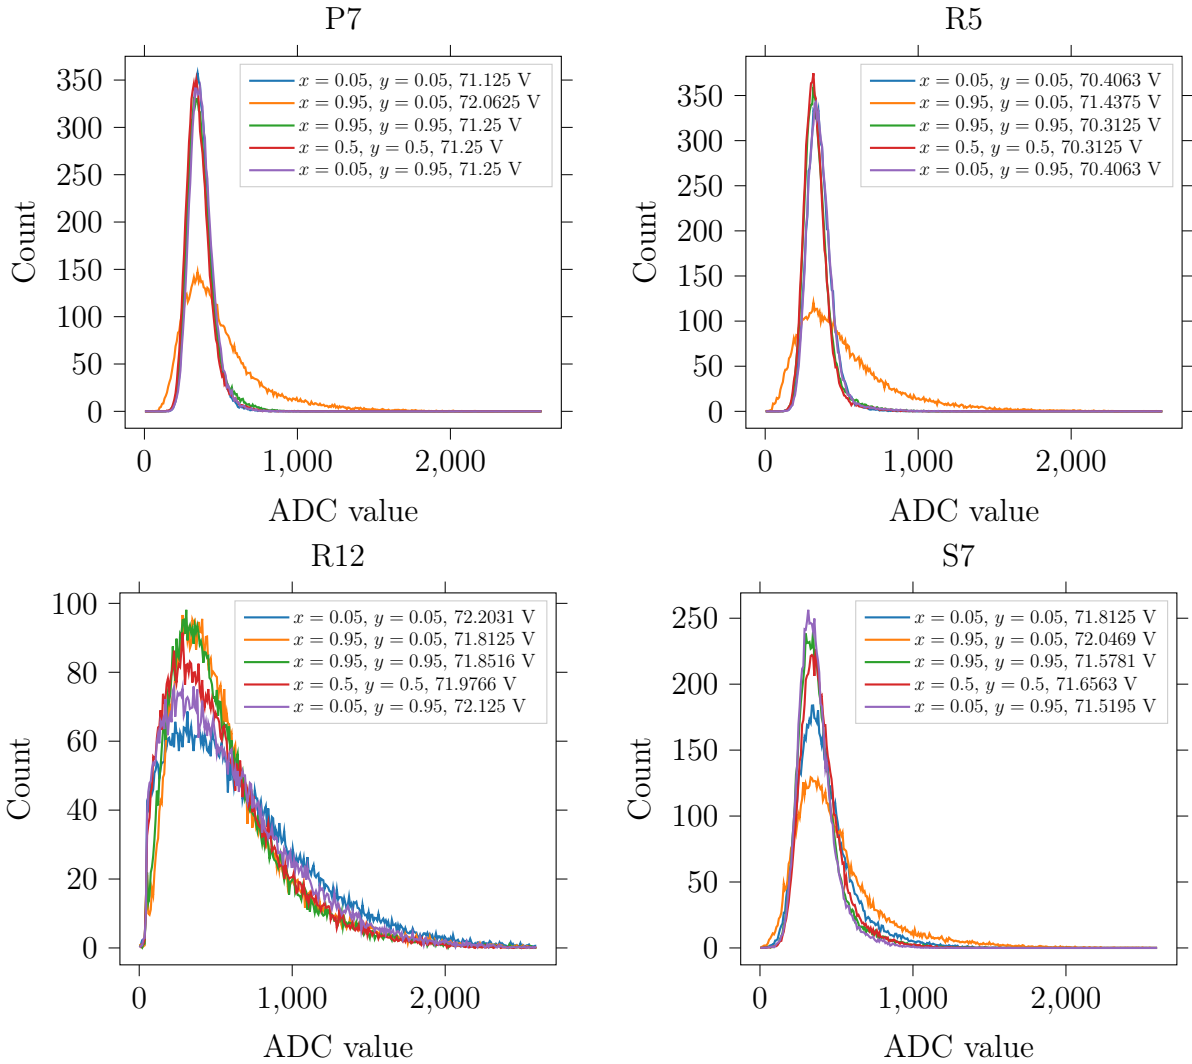 P7
350
300
250
200
150
100
50
0
Count
x = 0.05, y = 0.05, 71.125 V
x = 0.95, y = 0.05, 72.0625 V
x = 0.95, y = 0.95, 71.25 V
x = 0.5, y = 0.5, 71.25 V
x = 0.05, y = 0.95, 71.25 V
0 1,000 2,000
ADC value
R5
350
300
250
200
150
100
50
0
Count
x = 0.05, y = 0.05, 70.4063 V
x = 0.95, y = 0.05, 71.4375 V
x = 0.95, y = 0.95, 70.3125 V
x = 0.5, y = 0.5, 70.3125 V
x = 0.05, y = 0.95, 70.4063 V
0 1,000 2,000
ADC value
R12
100
80
60
40
20
0
Count
x = 0.05, y = 0.05, 72.2031 V
x = 0.95, y = 0.05, 71.8125 V
x = 0.95, y = 0.95, 71.8516 V
x = 0.5, y = 0.5, 71.9766 V
x = 0.05, y = 0.95, 72.125 V
0 1,000 2,000
ADC value
S7
250
200
150
100
50
0
Count
x = 0.05, y = 0.05, 71.8125 V
x = 0.95, y = 0.05, 72.0469 V
x = 0.95, y = 0.95, 71.5781 V
x = 0.5, y = 0.5, 71.6563 V
x = 0.05, y = 0.95, 71.5195 V
0 1,000 2,000
ADC value